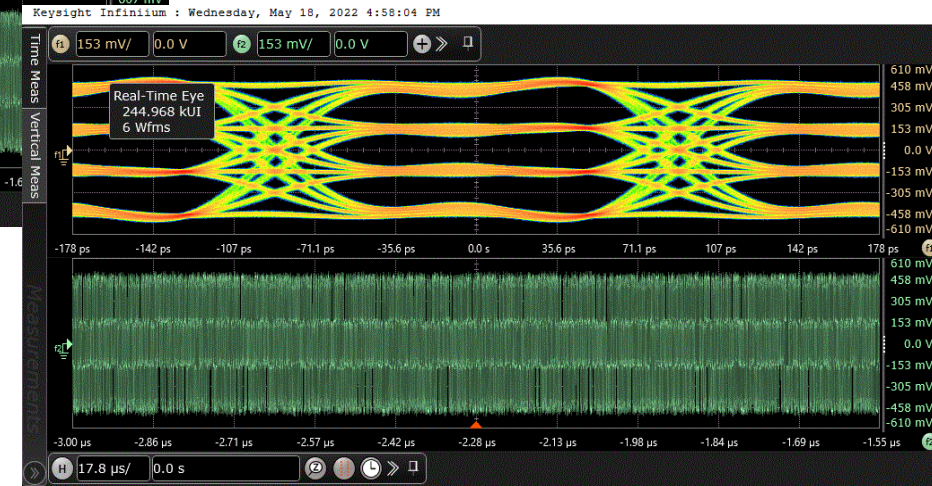 Keysight Infiniium : Wednesday, May 18, 2022 4:58:04 PM
f1 153 mV/ 0.0 V f2 153 mV/ 0.0 V
Time Meas
Vertical Meas
Measurements
Real-Time Eye
244.968 kUI
6 Wfms
610 mV
458 mV
305 mV
153 mV
0.0 V
-153 mV
-305 mV
-458 mV
-610 mV
f1
-178 ps -142 ps -107 ps -71.1 ps -35.6 ps 0.0 s 35.6 ps 71.1 ps 107 ps 142 ps 178 ps f1
610 mV
458 mV
305 mV
153 mV
0.0 V
-153 mV
-305 mV
-458 mV
-610 mV
f2
-3.00 µs -2.86 µs -2.71 µs -2.57 µs -2.42 µs -2.28 µs -2.13 µs -1.98 µs -1.84 µs -1.69 µs -1.55 µs f2
H 17.8 µs/ 0.0 s